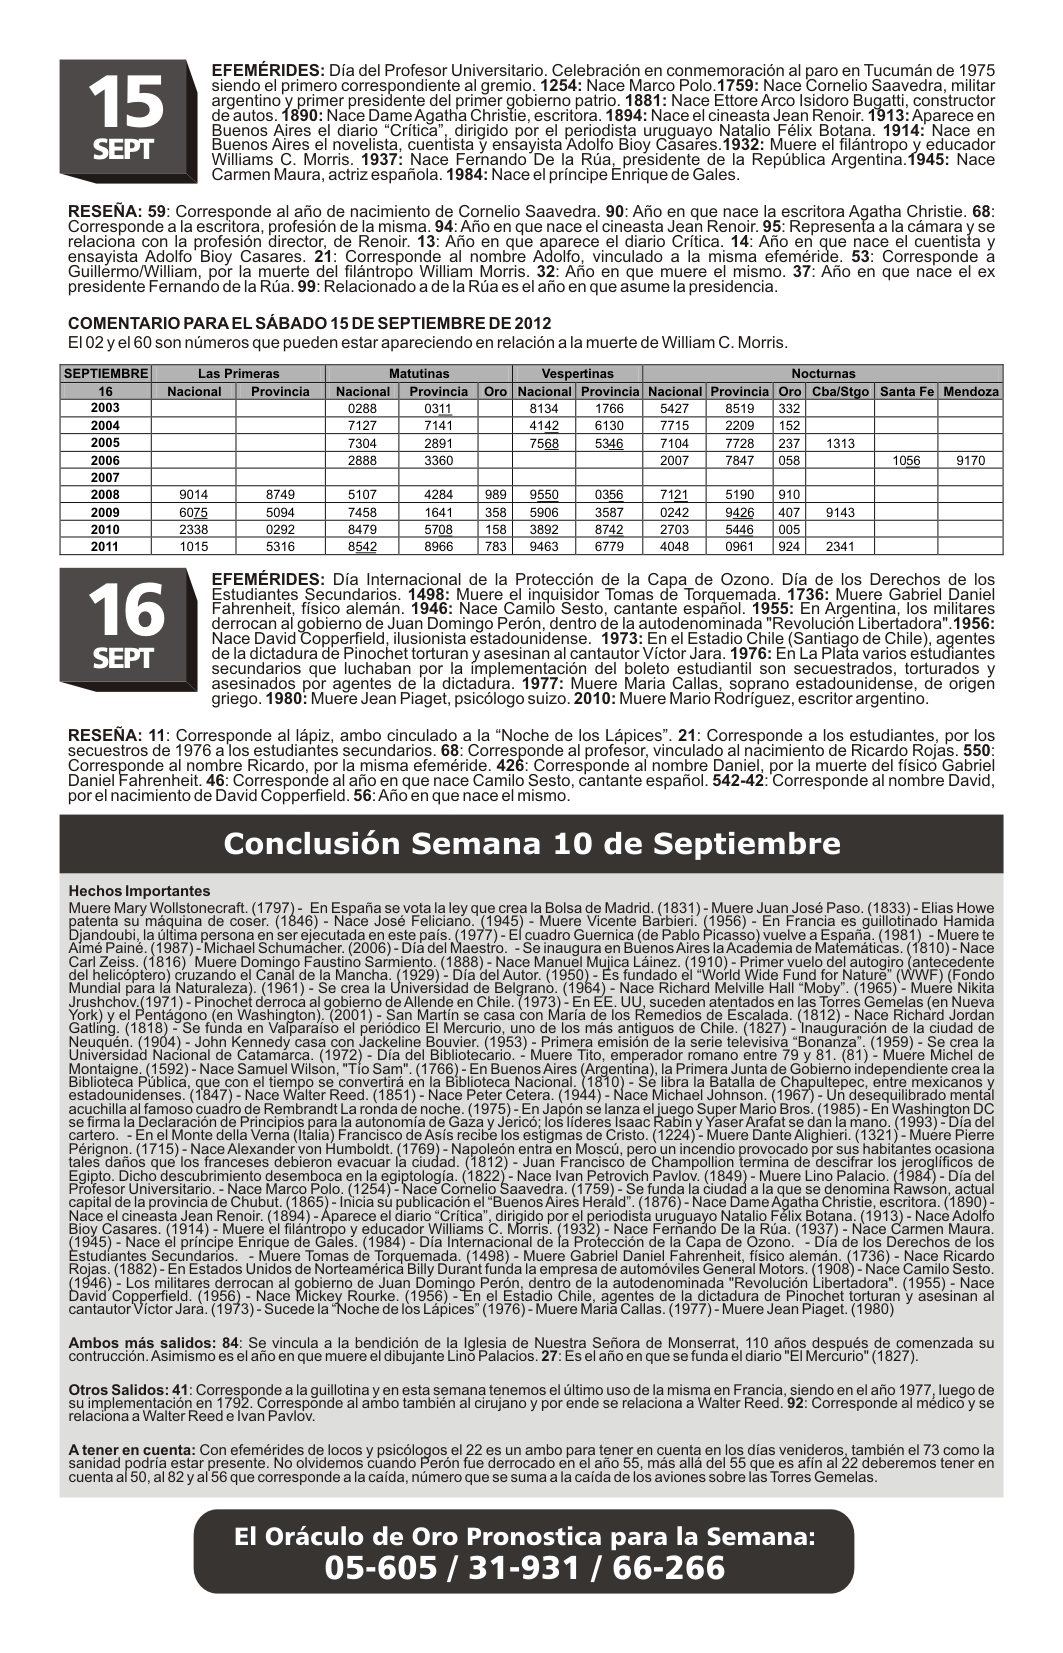 15
SEPT
EFEMÉRIDES: Día del Profesor Universitario. Celebración en conmemoración al paro en Tucumán de 1975
siendo el primero correspondiente al gremio. 1254: Nace Marco Polo.1759: Nace Cornelio Saavedra, militar
argentino y primer presidente del primer gobierno patrio. 1881: Nace Ettore Arco Isidoro Bugatti, constructor
de autos. 1890: Nace Dame Agatha Christie, escritora. 1894: Nace el cineasta Jean Renoir. 1913: Aparece en
Buenos Aires el diario “Crítica”, dirigido por el periodista uruguayo Natalio Félix Botana. 1914: Nace en
Buenos Aires el novelista, cuentista y ensayista Adolfo Bioy Casares.1932: Muere el filántropo y educador
Williams C. Morris. 1937: Nace Fernando De la Rúa, presidente de la República Argentina.1945: Nace
Carmen Maura, actriz española. 1984: Nace el príncipe Enrique de Gales.
RESEÑA: 59: Corresponde al año de nacimiento de Cornelio Saavedra. 90: Año en que nace la escritora Agatha Christie. 68:
Corresponde a la escritora, profesión de la misma. 94: Año en que nace el cineasta Jean Renoir. 95: Representa a la cámara y se
relaciona con la profesión director, de Renoir. 13: Año en que aparece el diario Crítica. 14: Año en que nace el cuentista y
ensayista Adolfo Bioy Casares. 21: Corresponde al nombre Adolfo, vinculado a la misma efeméride. 53: Corresponde a
Guillermo/William, por la muerte del filántropo William Morris. 32: Año en que muere el mismo. 37: Año en que nace el ex
presidente Fernando de la Rúa. 99: Relacionado a de la Rúa es el año en que asume la presidencia.
COMENTARIO PARA EL SÁBADO 15 DE SEPTIEMBRE DE 2012
El 02 y el 60 son números que pueden estar apareciendo en relación a la muerte de William C. Morris.
SEPTIEMBRE Las Primeras Matutinas Vespertinas Nocturnas
16 Nacional Provincia Nacional Provincia Oro Nacional Provincia Nacional Provincia Oro Cba/Stgo Santa Fe Mendoza
2003 0288 0311 8134 1766 5427 8519 332
2004 7127 7141 4142 6130 7715 2209 152
2005 7304 2891 7568 5346 7104 7728 237 1313
2006 2888 3360 2007 7847 058 1056 9170
2007
2008 9014 8749 5107 4284 989 9550 0356 7121 5190 910
2009 6075 5094 7458 1641 358 5906 3587 0242 9426 407 9143
2010 2338 0292 8479 5708 158 3892 8742 2703 5446 005
2011 1015 5316 8542 8966 783 9463 6779 4048 0961 924 2341
16
SEPT
EFEMÉRIDES: Día Internacional de la Protección de la Capa de Ozono. Día de los Derechos de los
Estudiantes Secundarios. 1498: Muere el inquisidor Tomas de Torquemada. 1736: Muere Gabriel Daniel
Fahrenheit, físico alemán. 1946: Nace Camilo Sesto, cantante español. 1955: En Argentina, los militares
derrocan al gobierno de Juan Domingo Perón, dentro de la autodenominada "Revolución Libertadora".1956:
Nace David Copperfield, ilusionista estadounidense. 1973: En el Estadio Chile (Santiago de Chile), agentes
de la dictadura de Pinochet torturan y asesinan al cantautor Víctor Jara. 1976: En La Plata varios estudiantes
secundarios que luchaban por la implementación del boleto estudiantil son secuestrados, torturados y
asesinados por agentes de la dictadura. 1977: Muere Maria Callas, soprano estadounidense, de origen
griego. 1980: Muere Jean Piaget, psicólogo suizo. 2010: Muere Mario Rodríguez, escritor argentino.
RESEÑA: 11: Corresponde al lápiz, ambo cinculado a la “Noche de los Lápices”. 21: Corresponde a los estudiantes, por los
secuestros de 1976 a los estudiantes secundarios. 68: Corresponde al profesor, vinculado al nacimiento de Ricardo Rojas. 550:
Corresponde al nombre Ricardo, por la misma efeméride. 426: Corresponde al nombre Daniel, por la muerte del físico Gabriel
Daniel Fahrenheit. 46: Corresponde al año en que nace Camilo Sesto, cantante español. 542-42: Corresponde al nombre David,
por el nacimiento de David Copperfield. 56: Año en que nace el mismo.
Conclusión Semana 10 de Septiembre
Hechos Importantes
Muere Mary Wollstonecraft. (1797) - En España se vota la ley que crea la Bolsa de Madrid. (1831) - Muere Juan José Paso. (1833) - Elias Howe
patenta su máquina de coser. (1846) - Nace José Feliciano. (1945) - Muere Vicente Barbieri. (1956) - En Francia es guillotinado Hamida
Djandoubi, la última persona en ser ejecutada en este país. (1977) - El cuadro Guernica (de Pablo Picasso) vuelve a España. (1981) - Muere te
Aimé Painé. (1987) - Michael Schumacher. (2006) - Día del Maestro. - Se inaugura en Buenos Aires la Academia de Matemáticas. (1810) - Nace
Carl Zeiss. (1816) Muere Domingo Faustino Sarmiento. (1888) - Nace Manuel Mujica Láinez. (1910) - Primer vuelo del autogiro (antecedente
del helicóptero) cruzando el Canal de la Mancha. (1929) - Día del Autor. (1950) - Es fundado el “World Wide Fund for Nature” (WWF) (Fondo
Mundial para la Naturaleza). (1961) - Se crea la Universidad de Belgrano. (1964) - Nace Richard Melville Hall “Moby”. (1965) - Muere Nikita
Jrushchov.(1971) - Pinochet derroca al gobierno de Allende en Chile. (1973) - En EE. UU, suceden atentados en las Torres Gemelas (en Nueva
York) y el Pentágono (en Washington). (2001) - San Martín se casa con María de los Remedios de Escalada. (1812) - Nace Richard Jordan
Gatling. (1818) - Se funda en Valparaíso el periódico El Mercurio, uno de los más antiguos de Chile. (1827) - Inauguración de la ciudad de
Neuquén. (1904) - John Kennedy casa con Jackeline Bouvier. (1953) - Primera emisión de la serie televisiva “Bonanza”. (1959) - Se crea la
Universidad Nacional de Catamarca. (1972) - Día del Bibliotecario. - Muere Tito, emperador romano entre 79 y 81. (81) - Muere Michel de
Montaigne. (1592) - Nace Samuel Wilson, "Tío Sam". (1766) - En Buenos Aires (Argentina), la Primera Junta de Gobierno independiente crea la
Biblioteca Pública, que con el tiempo se convertirá en la Biblioteca Nacional. (1810) - Se libra la Batalla de Chapultepec, entre mexicanos y
estadounidenses. (1847) - Nace Walter Reed. (1851) - Nace Peter Cetera. (1944) - Nace Michael Johnson. (1967) - Un desequilibrado mental
acuchilla al famoso cuadro de Rembrandt La ronda de noche. (1975) - En Japón se lanza el juego Super Mario Bros. (1985) - En Washington DC
se firma la Declaración de Principios para la autonomía de Gaza y Jericó; los líderes Isaac Rabin y Yaser Arafat se dan la mano. (1993) - Día del
cartero. - En el Monte della Verna (Italia) Francisco de Asís recibe los estigmas de Cristo. (1224) - Muere Dante Alighieri. (1321) - Muere Pierre
Pérignon. (1715) - Nace Alexander von Humboldt. (1769) - Napoleón entra en Moscú, pero un incendio provocado por sus habitantes ocasiona
tales daños que los franceses debieron evacuar la ciudad. (1812) - Juan Francisco de Champollion termina de descifrar los jeroglíficos de
Egipto. Dicho descubrimiento desemboca en la egiptología. (1822) - Nace Ivan Petrovich Pavlov. (1849) - Muere Lino Palacio. (1984) - Día del
Profesor Universitario. - Nace Marco Polo. (1254) - Nace Cornelio Saavedra. (1759) - Se funda la ciudad a la que se denomina Rawson, actual
capital de la provincia de Chubut. (1865) - Inicia su publicación el “Buenos Aires Herald”. (1876) - Nace Dame Agatha Christie, escritora. (1890) -
Nace el cineasta Jean Renoir. (1894) - Aparece el diario “Crítica”, dirigido por el periodista uruguayo Natalio Félix Botana. (1913) - Nace Adolfo
Bioy Casares. (1914) - Muere el filántropo y educador Williams C. Morris. (1932) - Nace Fernando De la Rúa. (1937) - Nace Carmen Maura.
(1945) - Nace el príncipe Enrique de Gales. (1984) - Día Internacional de la Protección de la Capa de Ozono. - Día de los Derechos de los
Estudiantes Secundarios. - Muere Tomas de Torquemada. (1498) - Muere Gabriel Daniel Fahrenheit, físico alemán. (1736) - Nace Ricardo
Rojas. (1882) - En Estados Unidos de Norteamérica Billy Durant funda la empresa de automóviles General Motors. (1908) - Nace Camilo Sesto.
(1946) - Los militares derrocan al gobierno de Juan Domingo Perón, dentro de la autodenominada "Revolución Libertadora". (1955) - Nace
David Copperfield. (1956) - Nace Mickey Rourke. (1956) - En el Estadio Chile, agentes de la dictadura de Pinochet torturan y asesinan al
cantautor Víctor Jara. (1973) - Sucede la “Noche de los Lápices” (1976) - Muere Maria Callas. (1977) - Muere Jean Piaget. (1980)
Ambos más salidos: 84: Se vincula a la bendición de la Iglesia de Nuestra Señora de Monserrat, 110 años después de comenzada su
contrucción. Asimismo es el año en que muere el dibujante Lino Palacios. 27: Es el año en que se funda el diario "El Mercurio" (1827).
Otros Salidos: 41: Corresponde a la guillotina y en esta semana tenemos el último uso de la misma en Francia, siendo en el año 1977, luego de
su implementación en 1792. Corresponde al ambo también al cirujano y por ende se relaciona a Walter Reed. 92: Corresponde al médico y se
relaciona a Walter Reed e Ivan Pavlov.
A tener en cuenta: Con efemérides de locos y psicólogos el 22 es un ambo para tener en cuenta en los días venideros, también el 73 como la
sanidad podría estar presente. No olvidemos cuando Perón fue derrocado en el año 55, más allá del 55 que es afín al 22 deberemos tener en
cuenta al 50, al 82 y al 56 que corresponde a la caída, número que se suma a la caída de los aviones sobre las Torres Gemelas.
El Oráculo de Oro Pronostica para la Semana:
05-605 / 31-931 / 66-266